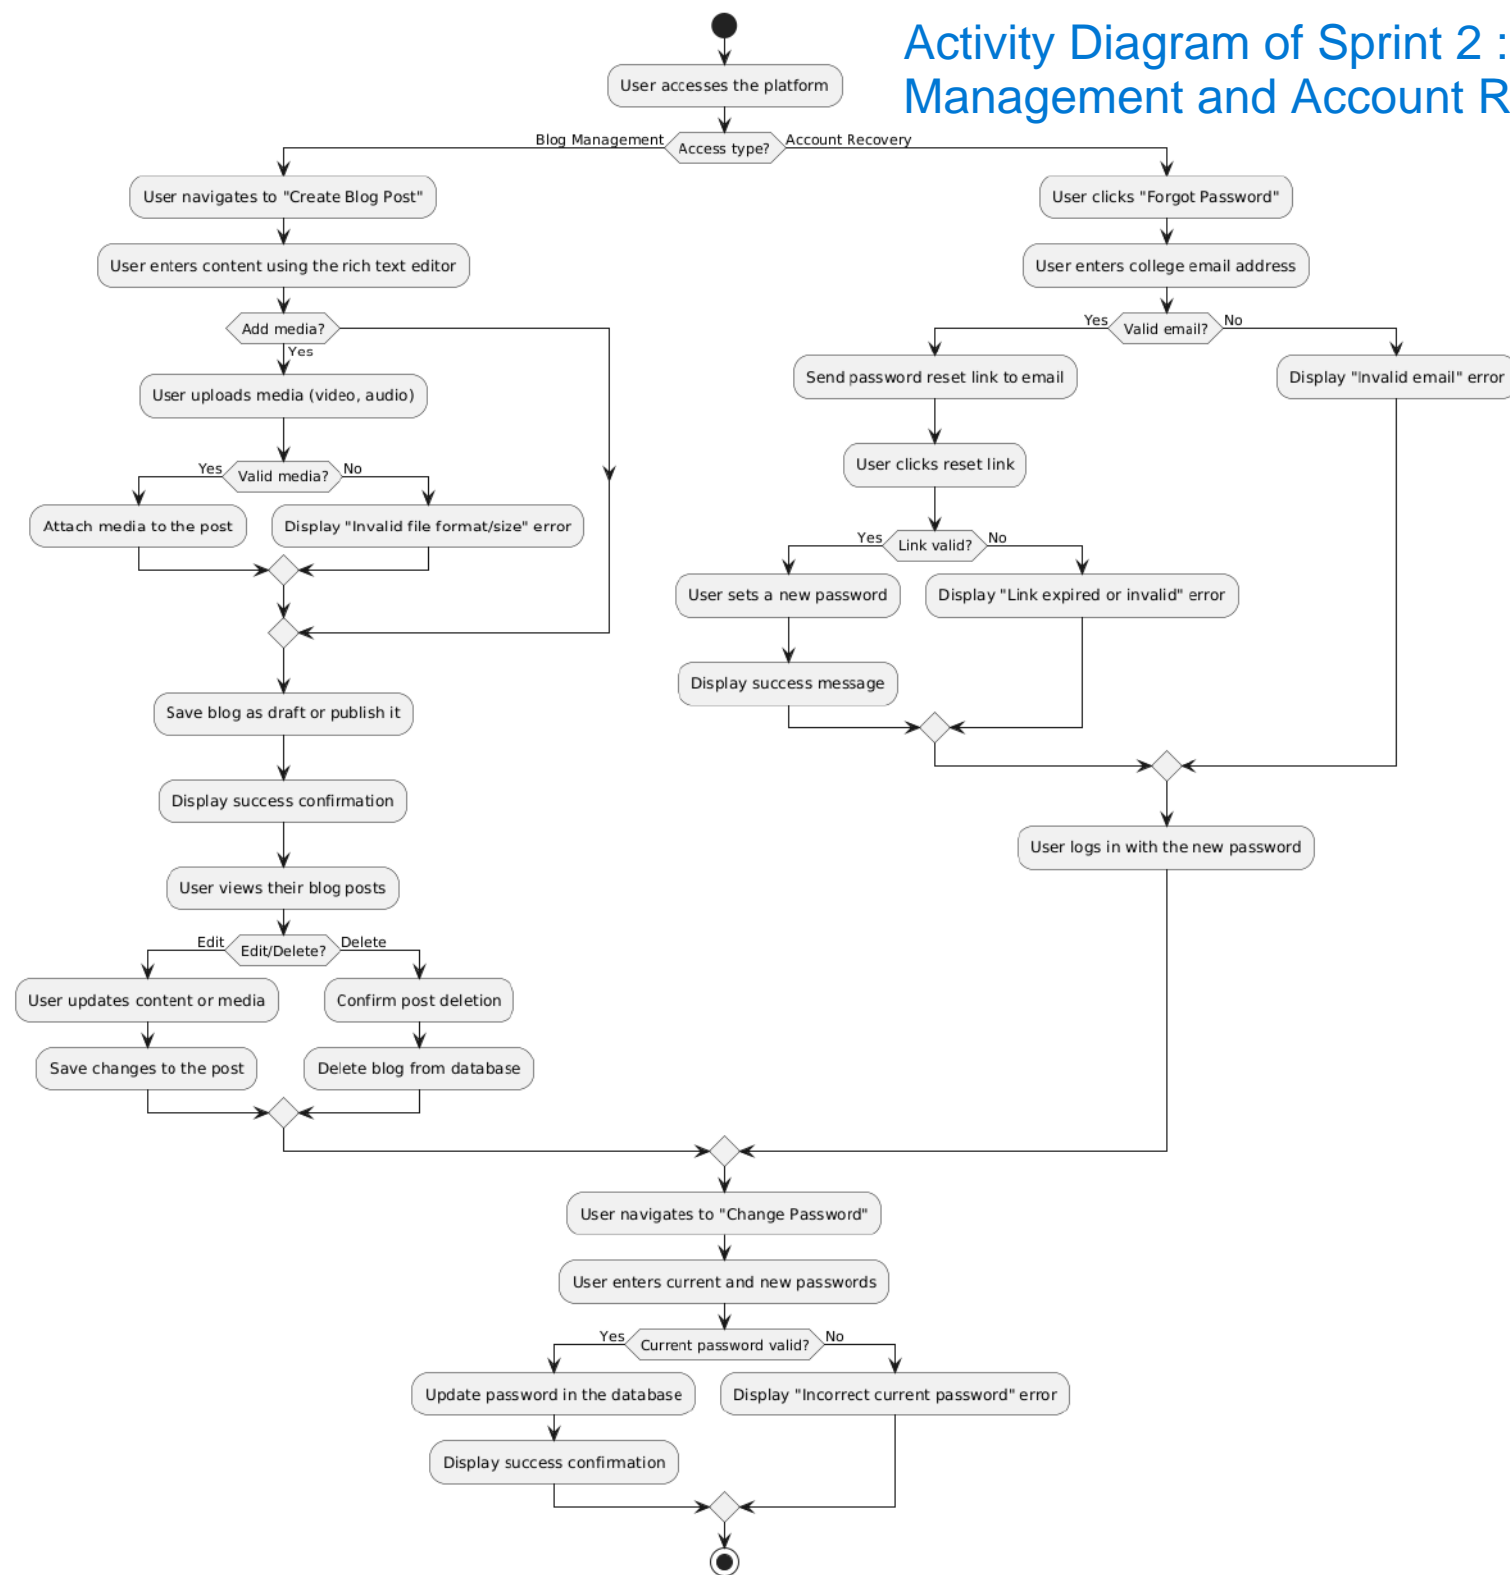 Activity Diagram of Sprint 2 :
Management and Account R
User accesses the platform
Access type?
Blog Management
Account Recovery
User navigates to "Create Blog Post"
User enters content using the rich text editor
Add media?
Yes
User uploads media (video, audio)
Valid media?
Yes
No
Attach media to the post
Display "Invalid file format/size" error
Save blog as draft or publish it
Display success confirmation
User views their blog posts
Edit/Delete?
Edit
Delete
User updates content or media
Save changes to the post
Confirm post deletion
Delete blog from database
User clicks "Forgot Password"
User enters college email address
Valid email?
Yes
No
Send password reset link to email
User clicks reset link
Link valid?
Yes
No
User sets a new password
Display success message
Display "Link expired or invalid" error
Display "Invalid email" error
User logs in with the new password
User navigates to "Change Password"
User enters current and new passwords
Current password valid?
Yes
No
Update password in the database
Display success confirmation
Display "Incorrect current password" error